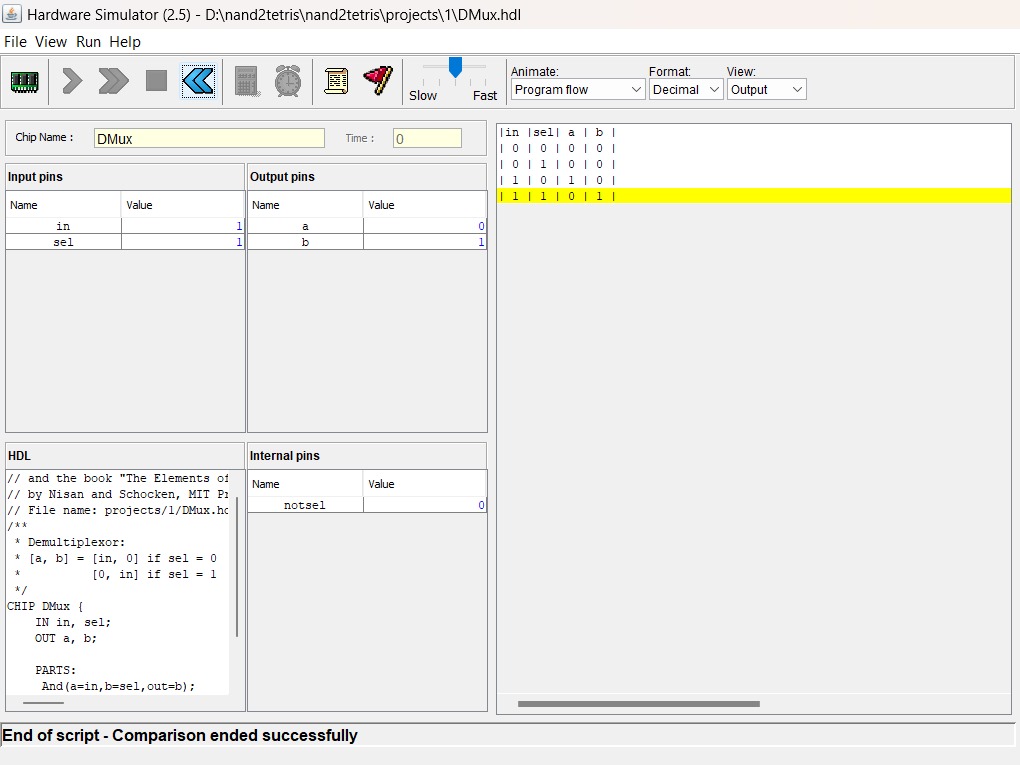 Hardware Simulator (2.5) - D:\nand2tetris\nand2tetris\projects\1\DMux.hdl
File View Run Help
Slow Fast
Animate: Format: View:
Program flow Decimal Output
Chip Name : DMux Time : 0
Input pins
Name Value
in 1
sel 1
Output pins
Name Value
a 0
b 1
HDL
// and the book "The Elements of
// by Nisan and Schocken, MIT Pr
// File name: projects/1/DMux.hd
/**
 * Demultiplexor:
 * [a, b] = [in, 0] if sel = 0
 *          [0, in] if sel = 1
 */
CHIP DMux {
    IN in, sel;
    OUT a, b;
    PARTS:
     And(a=in,b=sel,out=b);
Internal pins
Name Value
notsel 0
|in |sel| a | b |
| 0 | 0 | 0 | 0 |
| 0 | 1 | 0 | 0 |
| 1 | 0 | 1 | 0 |
| 1 | 1 | 0 | 1 |
End of script - Comparison ended successfully